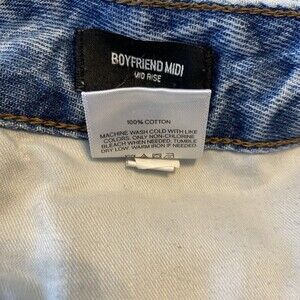 BOYFRIEND MIDI
MID RISE
100% COTTON
MACHINE WASH COLD WITH LIKE
COLORS. ONLY NON-CHLORINE
BLEACH WHEN NEEDED. TUMBLE
DRY LOW. WARM IRON IF NEEDED.